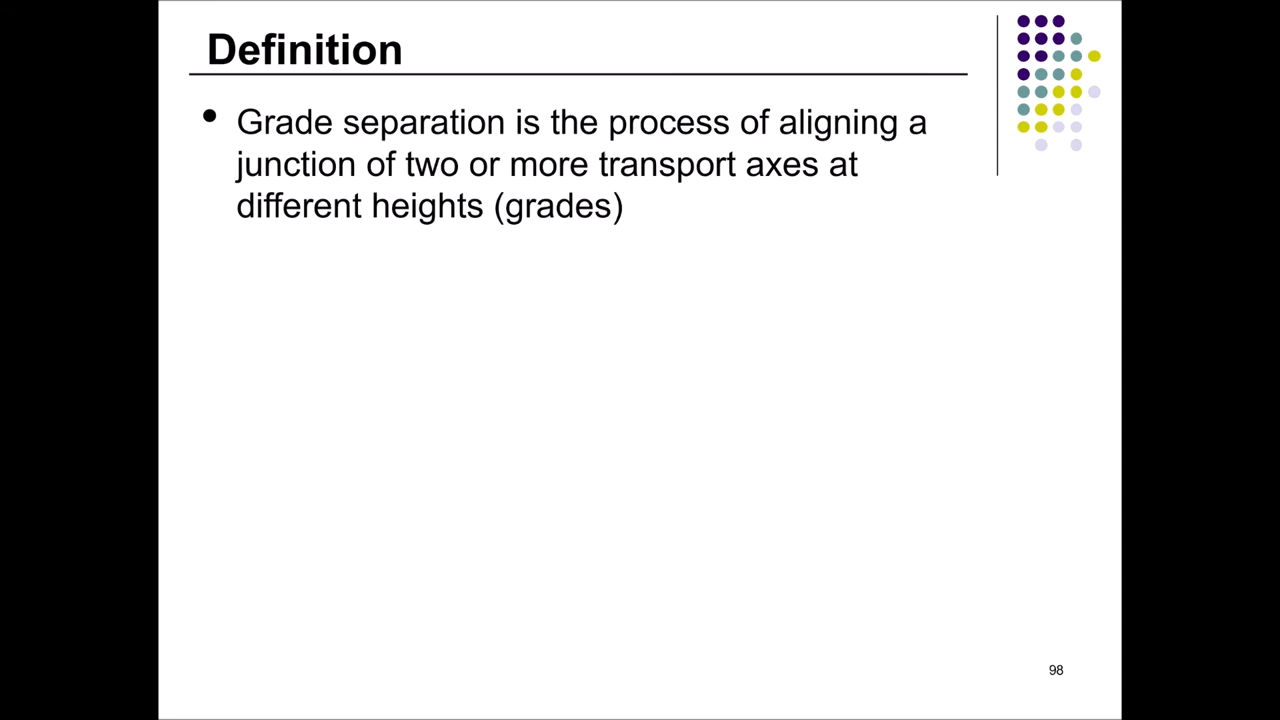 Definition
• Grade separation is the process of aligning a
junction of two or more transport axes at
different heights (grades)
98